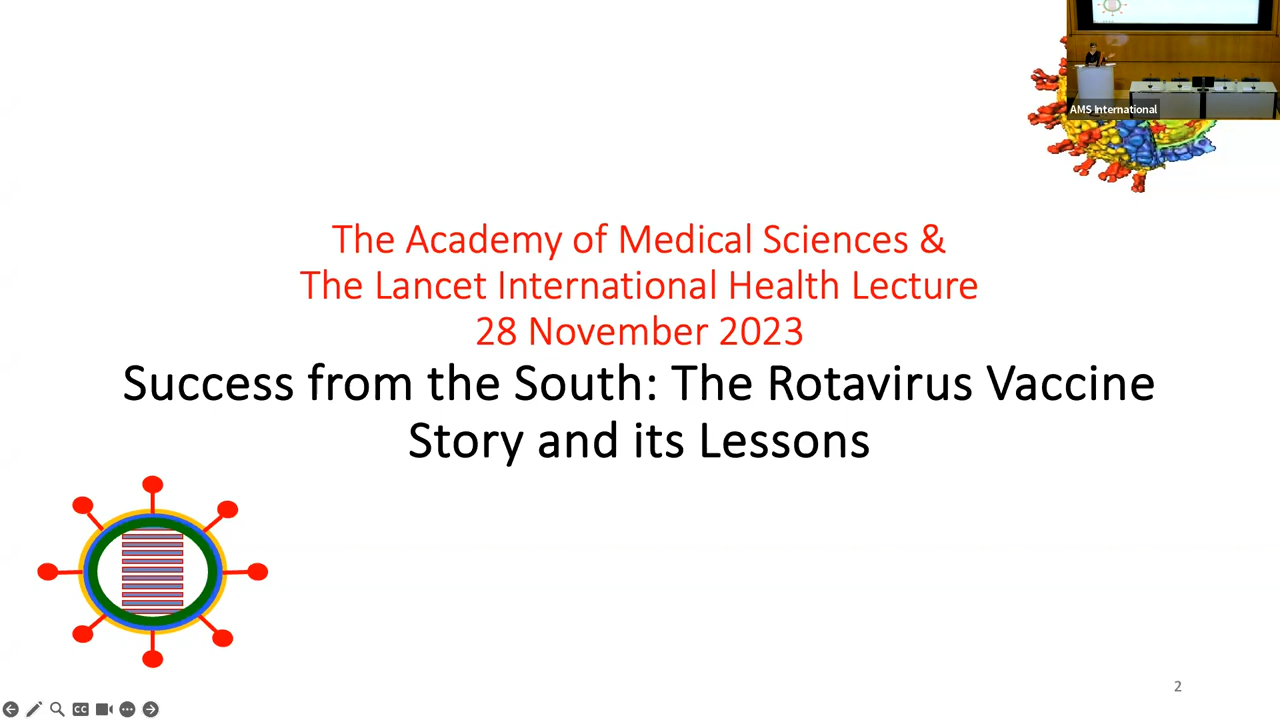 AMS International
The Academy of Medical Sciences &
The Lancet International Health Lecture
28 November 2023
Success from the South: The Rotavirus Vaccine
Story and its Lessons
2
CC